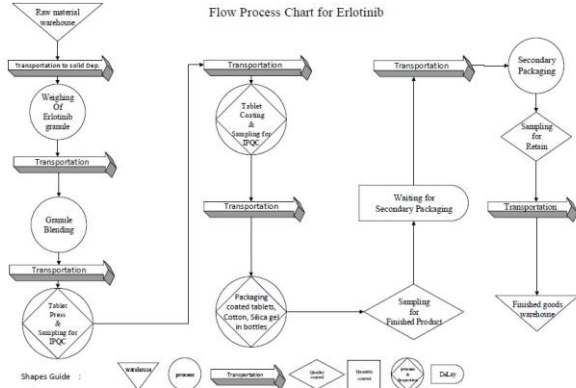 Flow Process Chart for Erlotinib
Raw material
warehouse
Transportation to solid Dep.
Weighing
Of
Erlotinib
granule
Transportation
Granule
Blending
Transportation
Tablet
Press
&
Sampling for
IPQC
Transportation
Tablet
Coating
&
Sampling for
IPQC
Transportation
Packaging
coated tablets,
Cotton, Silica gel
in bottles
Sampling
for
Finished Product
Waiting for
Secondary Packaging
Transportation
Secondary
Packaging
Sampling
for
Retain
Transportation
Finished goods
warehouse
Shapes Guide :
warehouse
process
Transportation
Quality
control
Quantity
control
process
&
Inspection
DeLay